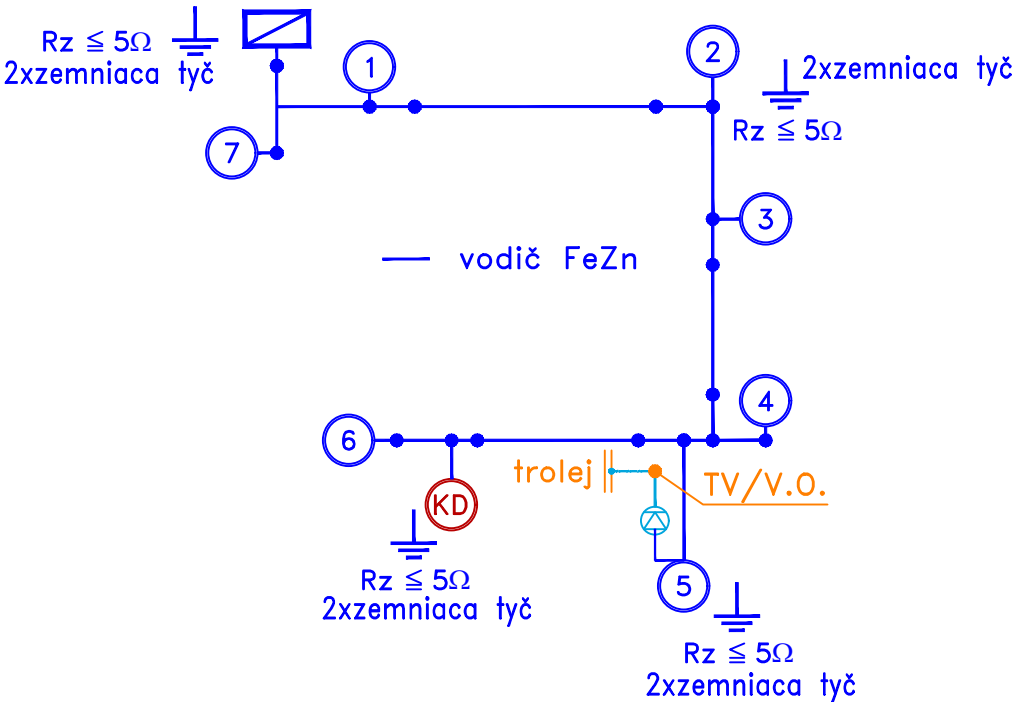 Rz ≦ 5Ω
2xzemniaca tyč
1
2
2xzemniaca tyč
Rz ≦ 5Ω
7
3
vodič FeZn
4
6
trolej
TV/V.O.
KD
Rz ≦ 5Ω
2xzemniaca tyč
5
Rz ≦ 5Ω
2xzemniaca tyč